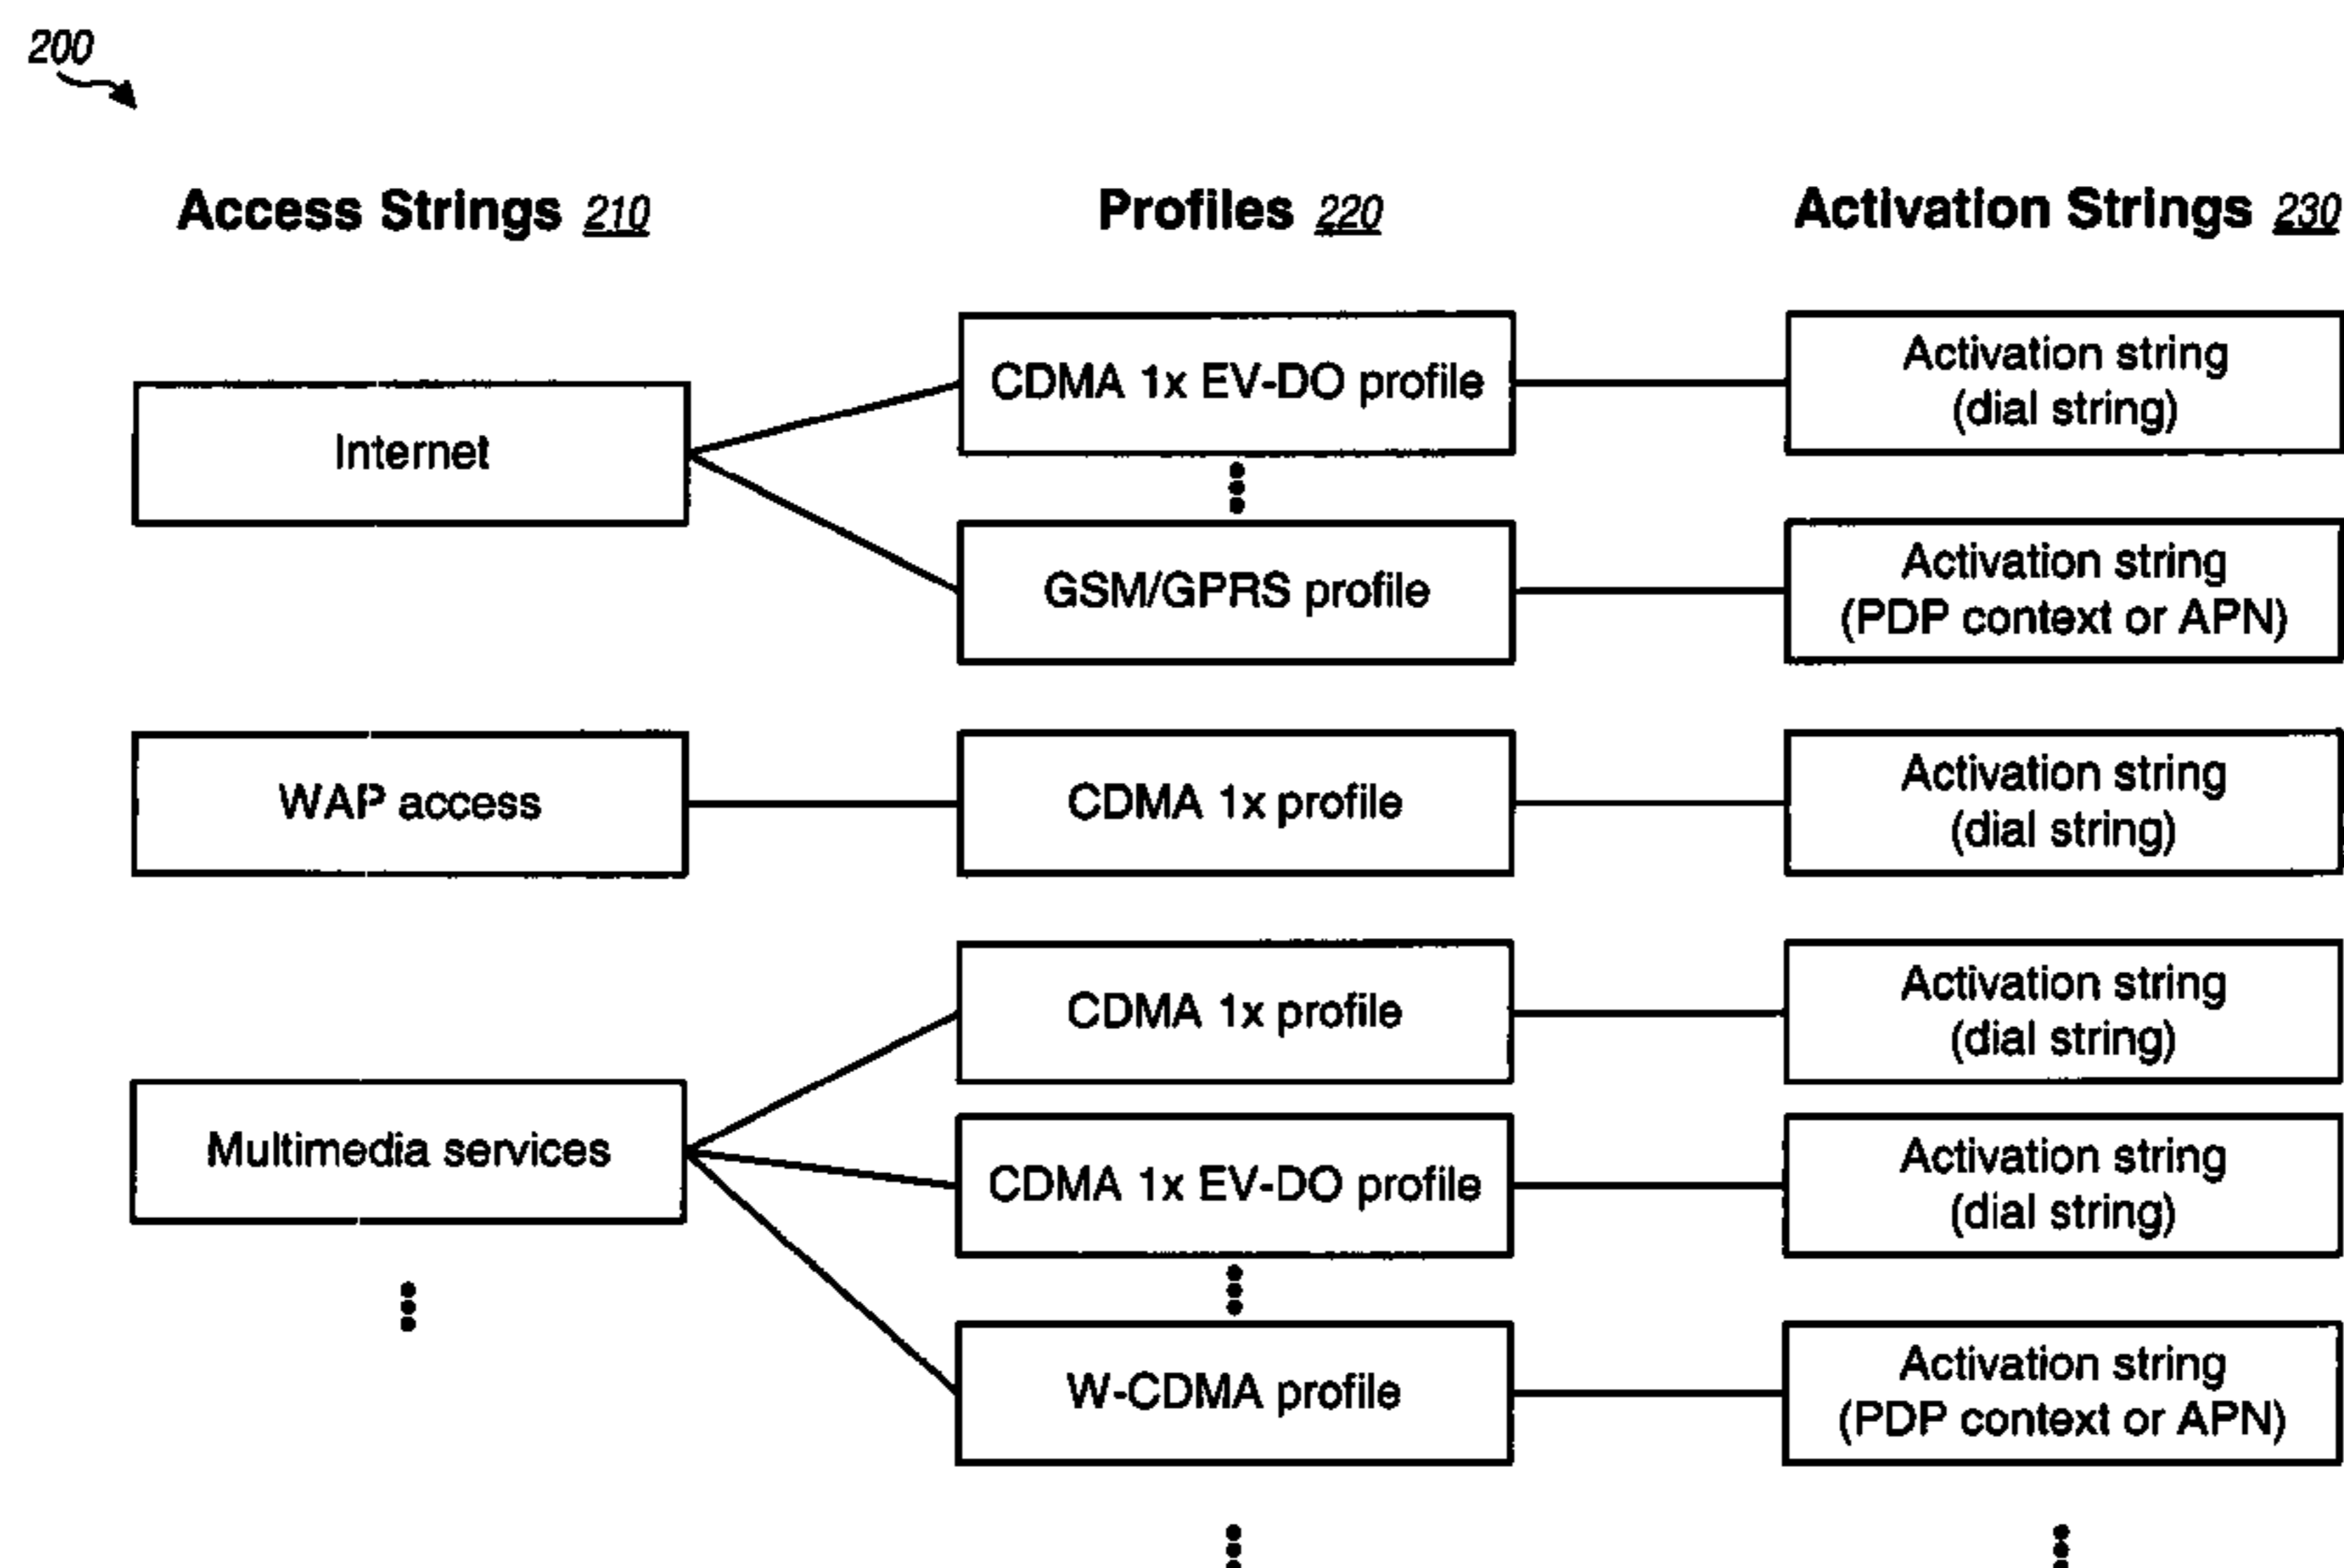 200
Access Strings 210
Profiles 220
Activation Strings 230
Internet
CDMA 1x EV-DO profile
Activation string
(dial string)
GSM/GPRS profile
Activation string
(PDP context or APN)
WAP access
CDMA 1x profile
Activation string
(dial string)
Multimedia services
CDMA 1x profile
Activation string
(dial string)
CDMA 1x EV-DO profile
Activation string
(dial string)
W-CDMA profile
Activation string
(PDP context or APN)